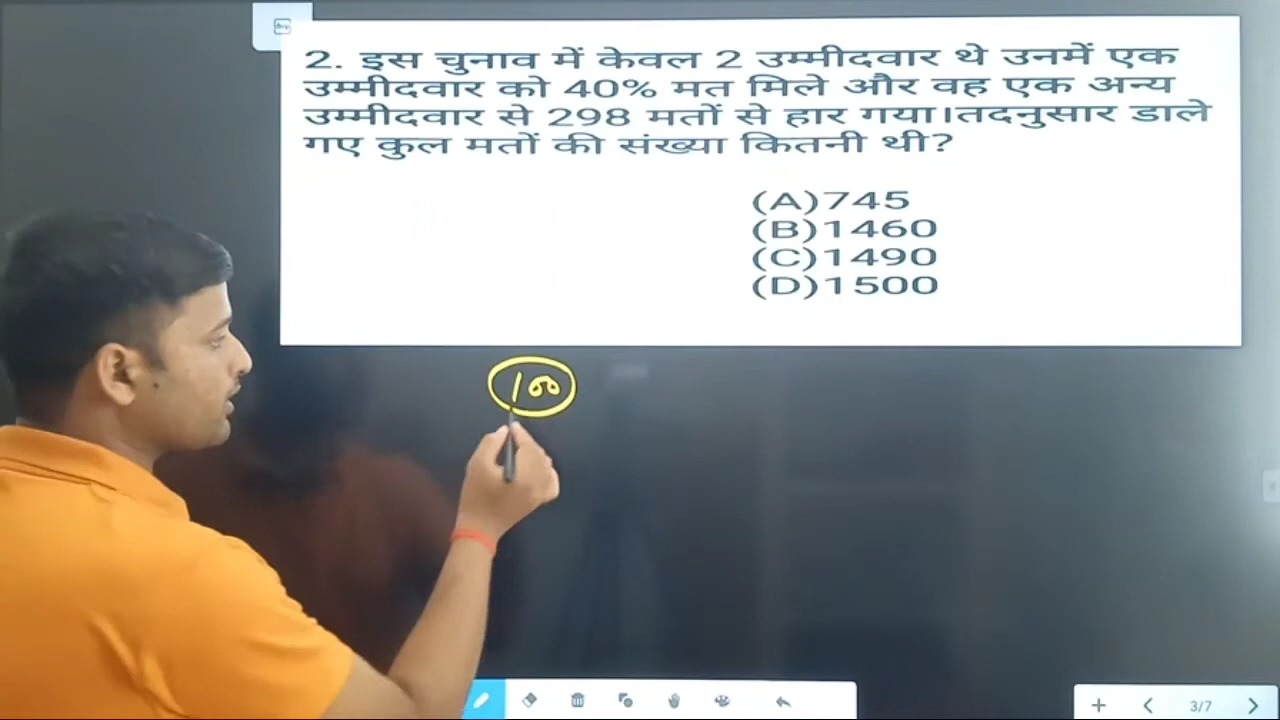 2. इस चुनाव में केवल 2 उम्मीदवार थे उनमें एक
उम्मीदवार को 40% मत मिले और वह एक अन्य
उम्मीदवार से 298 मतों से हार गया।तदनुसार डाले
गए कुल मतों की संख्या कितनी थी?
(A)745
(B)1460
(C)1490
(D)1500
3/7